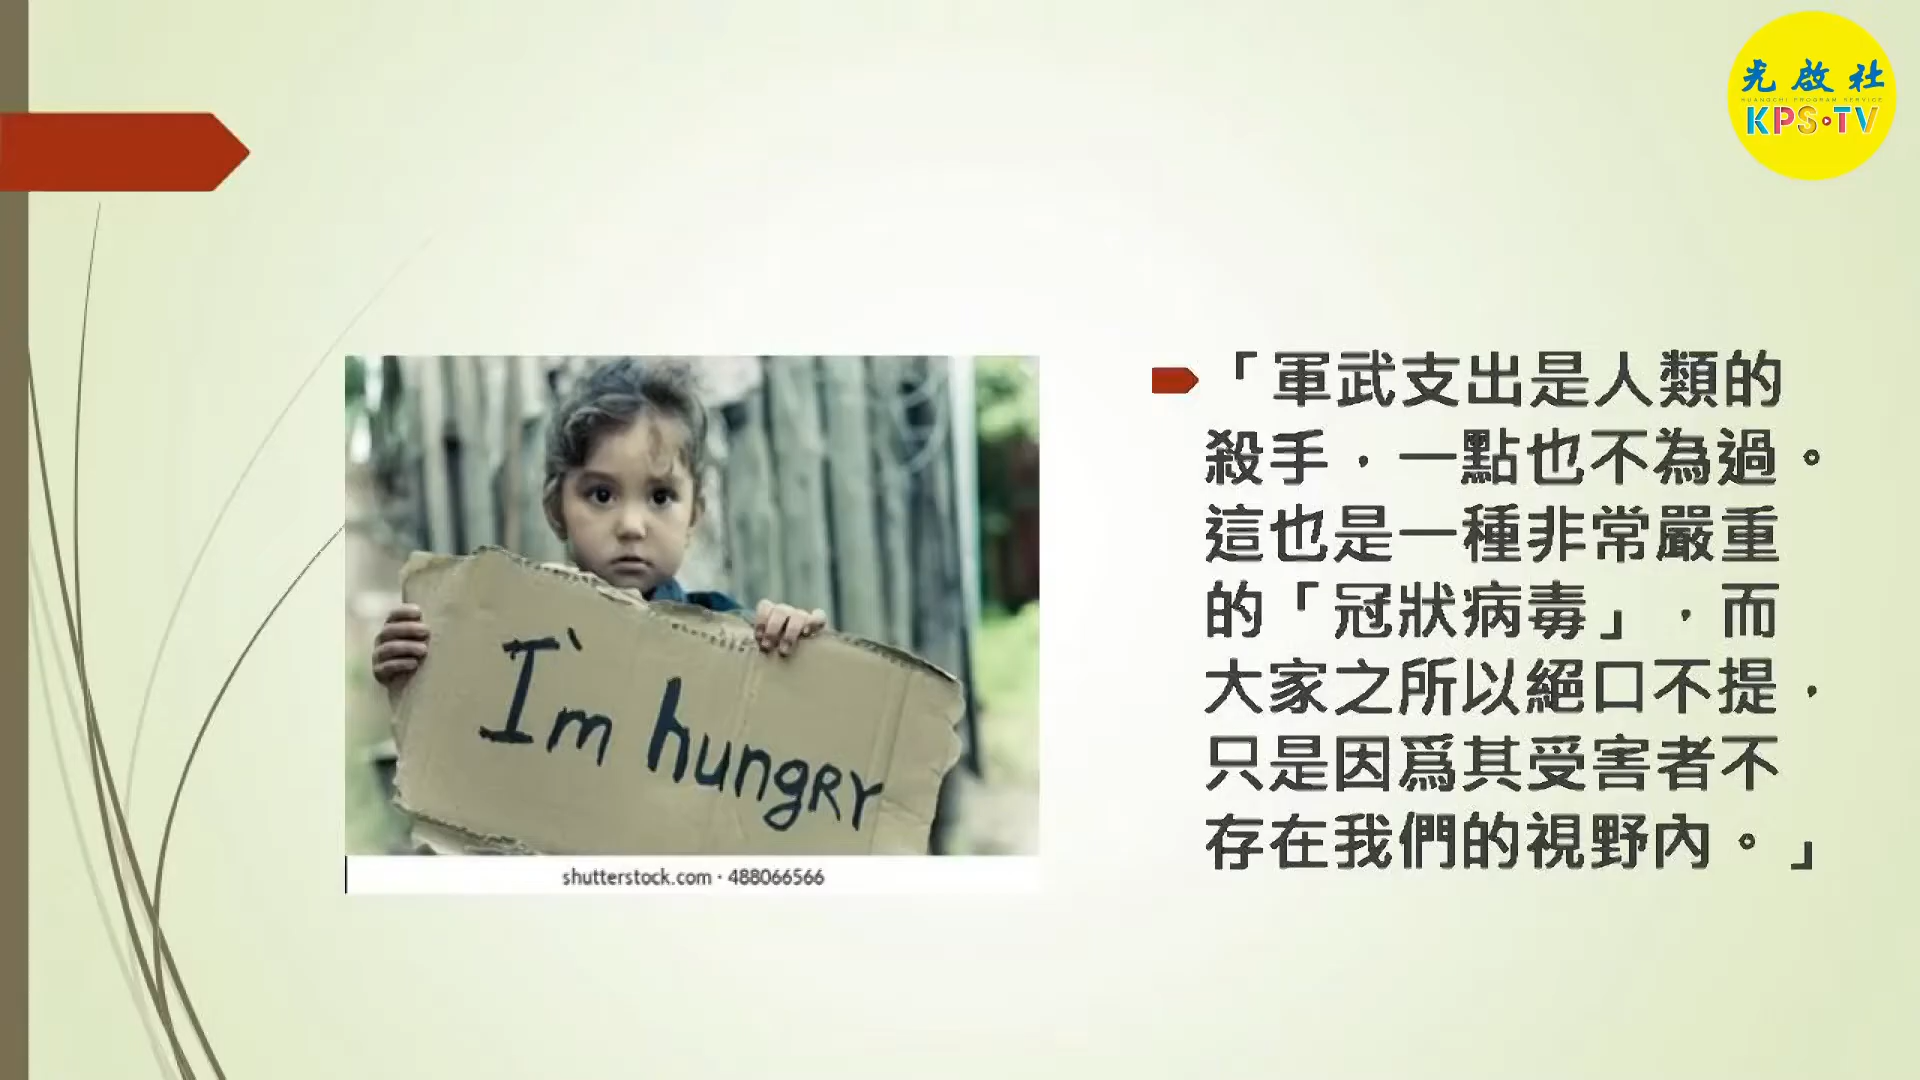 光啟社
KUANGCHI PROGRAM SERVICE
KPS TV
I'm hungRY
shutterstock.com · 488066566
「軍武支出是人類的
殺手，一點也不為過。
這也是一種非常嚴重
的「冠狀病毒」，而
大家之所以絕口不提，
只是因爲其受害者不
存在我們的視野內。」